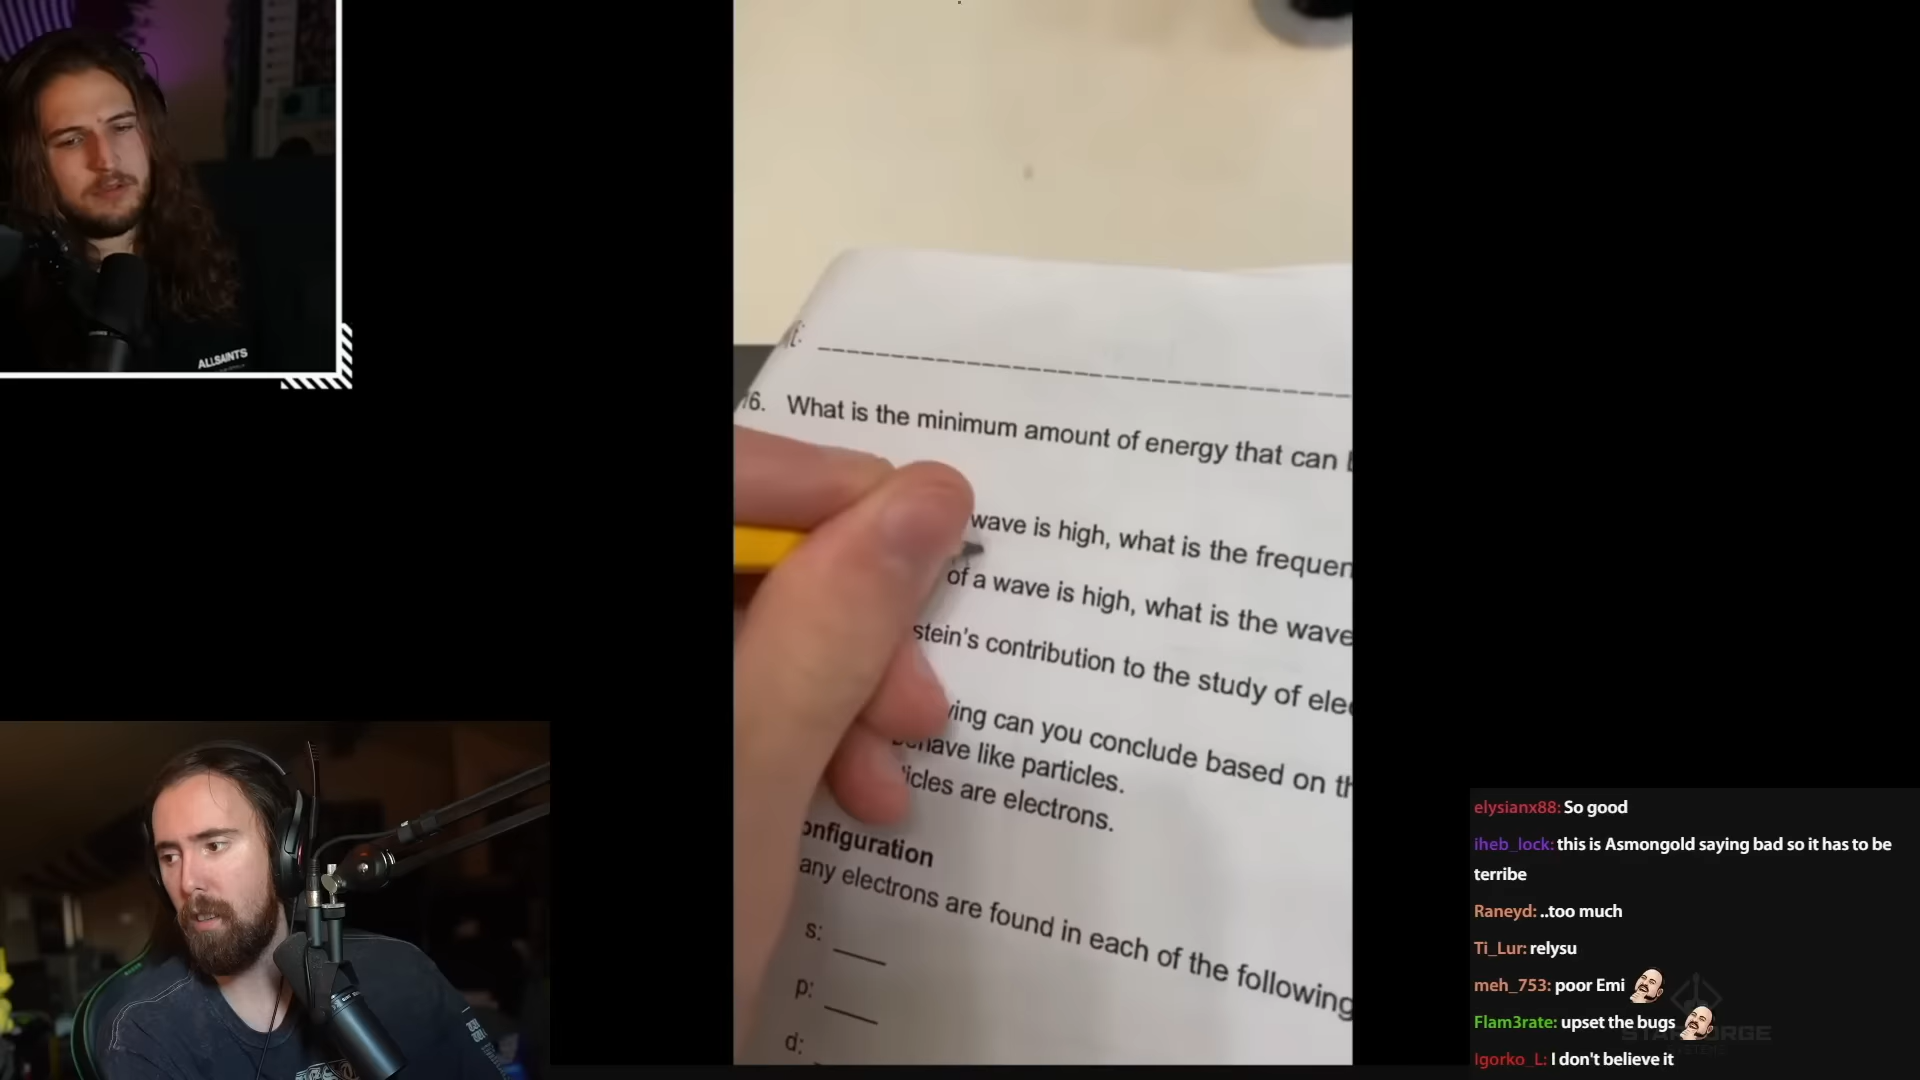 ALLSAINTS
t:
6. What is the minimum amount of energy that can
wave is high, what is the frequen
of a wave is high, what is the wave
stein's contribution to the study of ele
ing can you conclude based on th
have like particles.
icles are electrons.
onfiguration
any electrons are found in each of the following
s:
p:
d:
elysianx88: So good
iheb_lock: this is Asmongold saying bad so it has to be
terribe
Raneyd: ..too much
Ti_Lur: relysu
meh_753: poor Emi
Flam3rate: upset the bugs
Igorko_L: I don't believe it